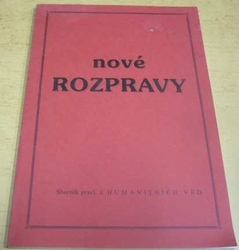 nové
ROZPRAVY
Sborník prací z HUMANITNÍCH VĚD